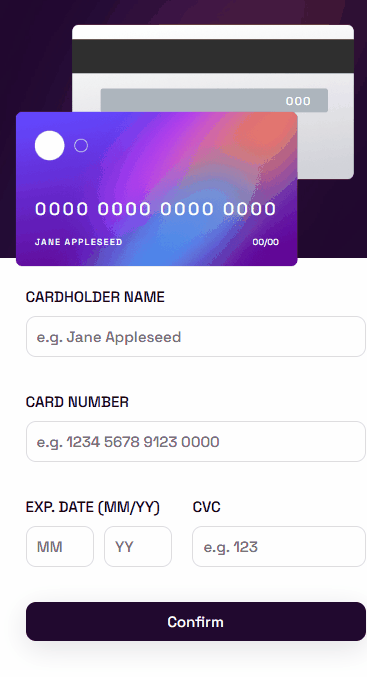 000
0000 0000 0000 0000
JANE APPLESEED 00/00
CARDHOLDER NAME
e.g. Jane Appleseed
CARD NUMBER
e.g. 1234 5678 9123 0000
EXP. DATE (MM/YY) CVC
MM YY e.g. 123
Confirm